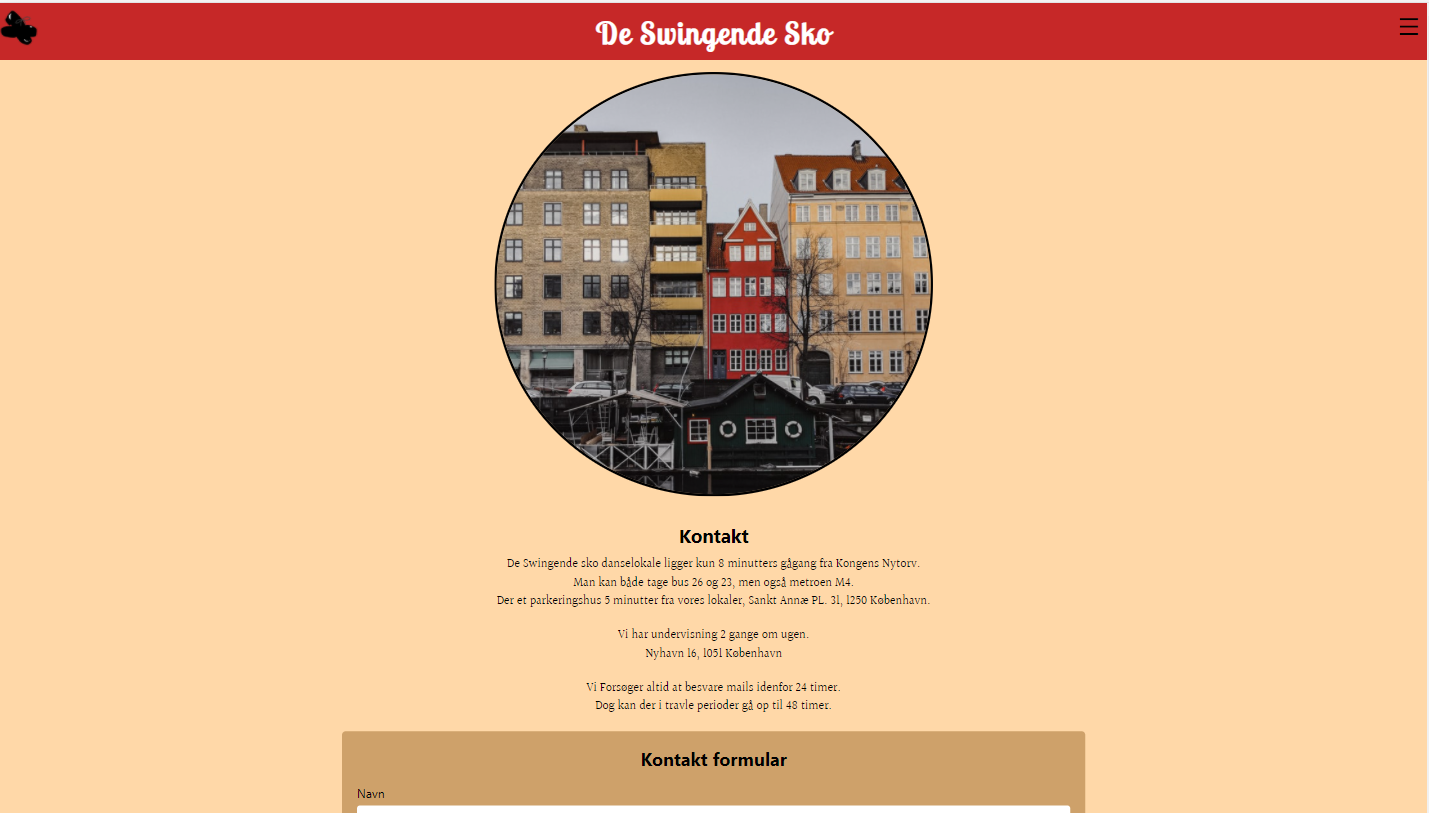 De Swingende Sko
Kontakt
De Swingende sko danselokale ligger kun 8 minutters gågang fra Kongens Nytorv.
Man kan både tage bus 26 og 23, men også metroen M4.
Der et parkeringshus 5 minutter fra vores lokaler, Sankt Annæ PL. 31, 1250 København.
Vi har undervisning 2 gange om ugen.
Nyhavn 16, 1051 København
Vi Forsøger altid at besvare mails idenfor 24 timer.
Dog kan der i travle perioder gå op til 48 timer.
Kontakt formular
Navn